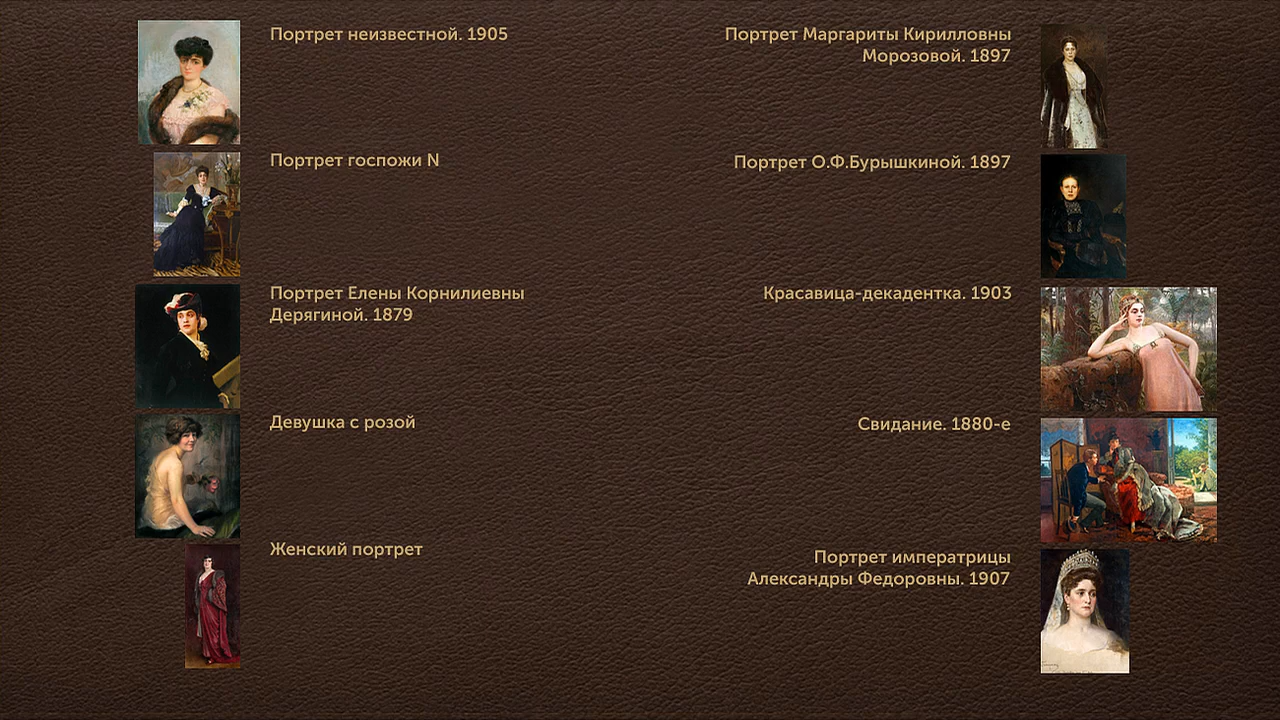 Портрет неизвестной. 1905
Портрет госпожи N
Портрет Елены Корнилиевны
Дерягиной. 1879
Девушка с розой
Женский портрет
Портрет Маргариты Кирилловны
Морозовой. 1897
Портрет О.Ф.Бурышкиной. 1897
Красавица-декадентка. 1903
Свидание. 1880-е
Портрет императрицы
Александры Федоровны. 1907